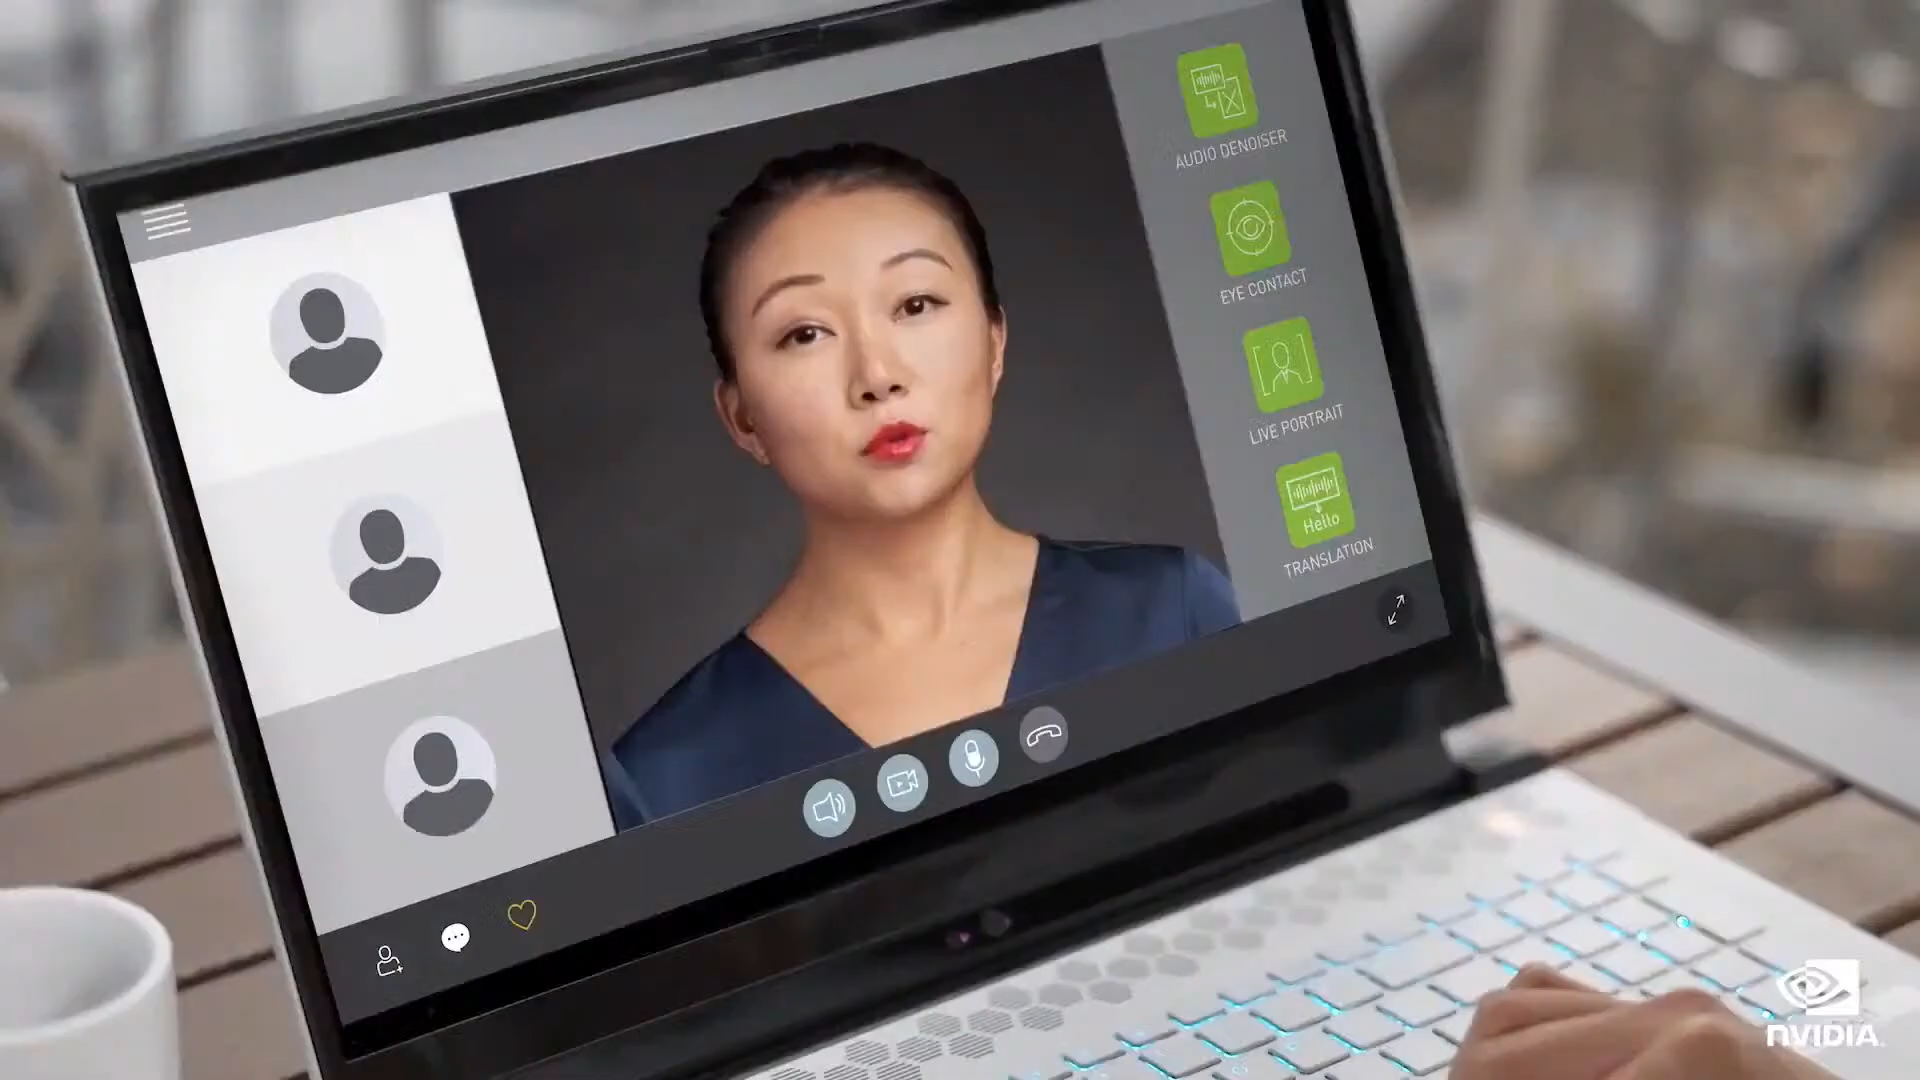 AUDIO DENOISER
EYE CONTACT
LIVE PORTRAIT
Hello
TRANSLATION
NVIDIA